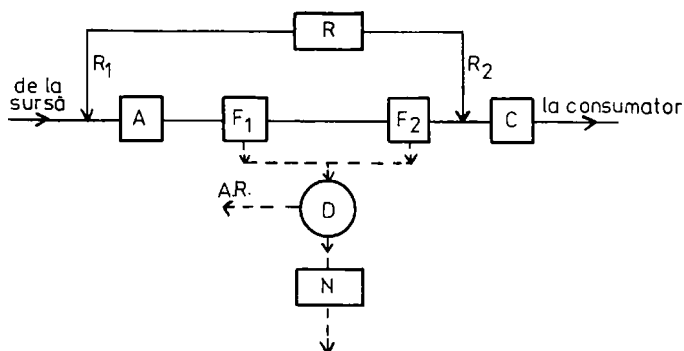 R
R₁
R₂
de la
sursă
A
F₁
F₂
C
la consumator
A.R.
D
N